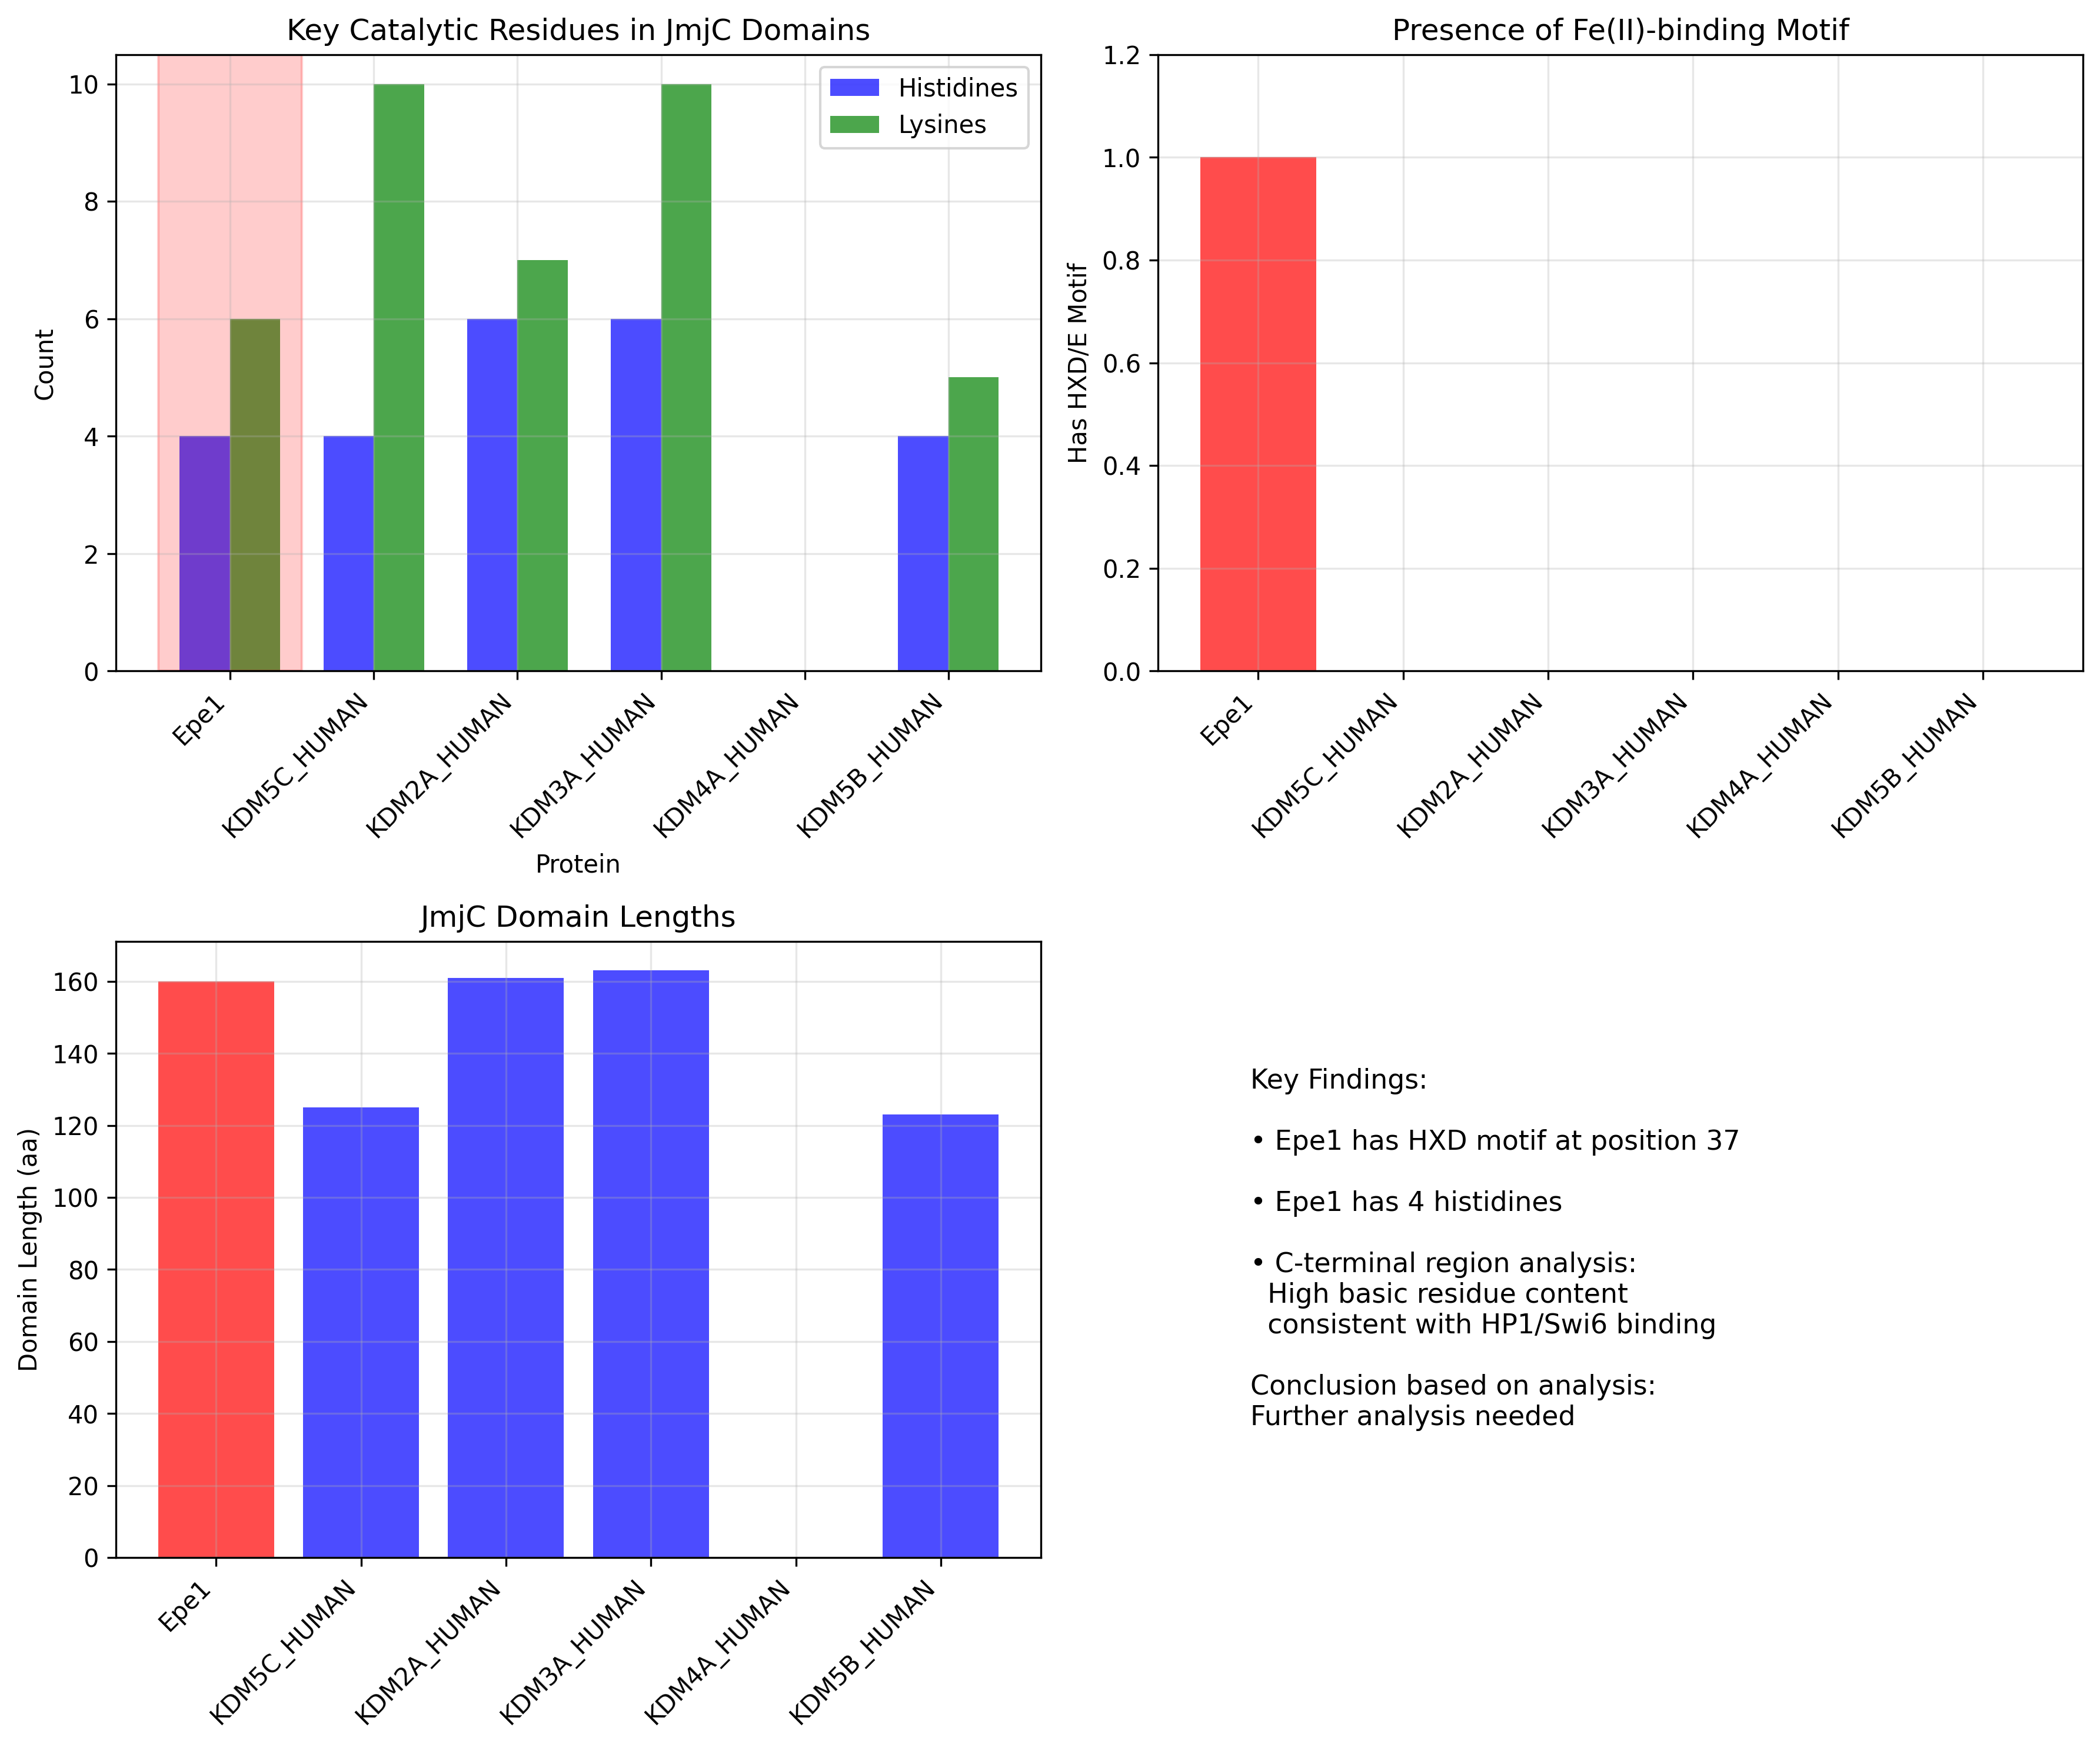 Key Catalytic Residues in JmjC Domains
Count
10
8
6
4
2
0
Histidines
Lysines
Epe1
KDM5C_HUMAN
KDM2A_HUMAN
KDM3A_HUMAN
KDM4A_HUMAN
KDM5B_HUMAN
Protein
Presence of Fe(II)-binding Motif
Has HXD/E Motif
1.2
1.0
0.8
0.6
0.4
0.2
0.0
Epe1
KDM5C_HUMAN
KDM2A_HUMAN
KDM3A_HUMAN
KDM4A_HUMAN
KDM5B_HUMAN
JmjC Domain Lengths
Domain Length (aa)
160
140
120
100
80
60
40
20
0
Epe1
KDM5C_HUMAN
KDM2A_HUMAN
KDM3A_HUMAN
KDM4A_HUMAN
KDM5B_HUMAN
Key Findings:
• Epe1 has HXD motif at position 37
• Epe1 has 4 histidines
• C-terminal region analysis:
High basic residue content
consistent with HP1/Swi6 binding
Conclusion based on analysis:
Further analysis needed